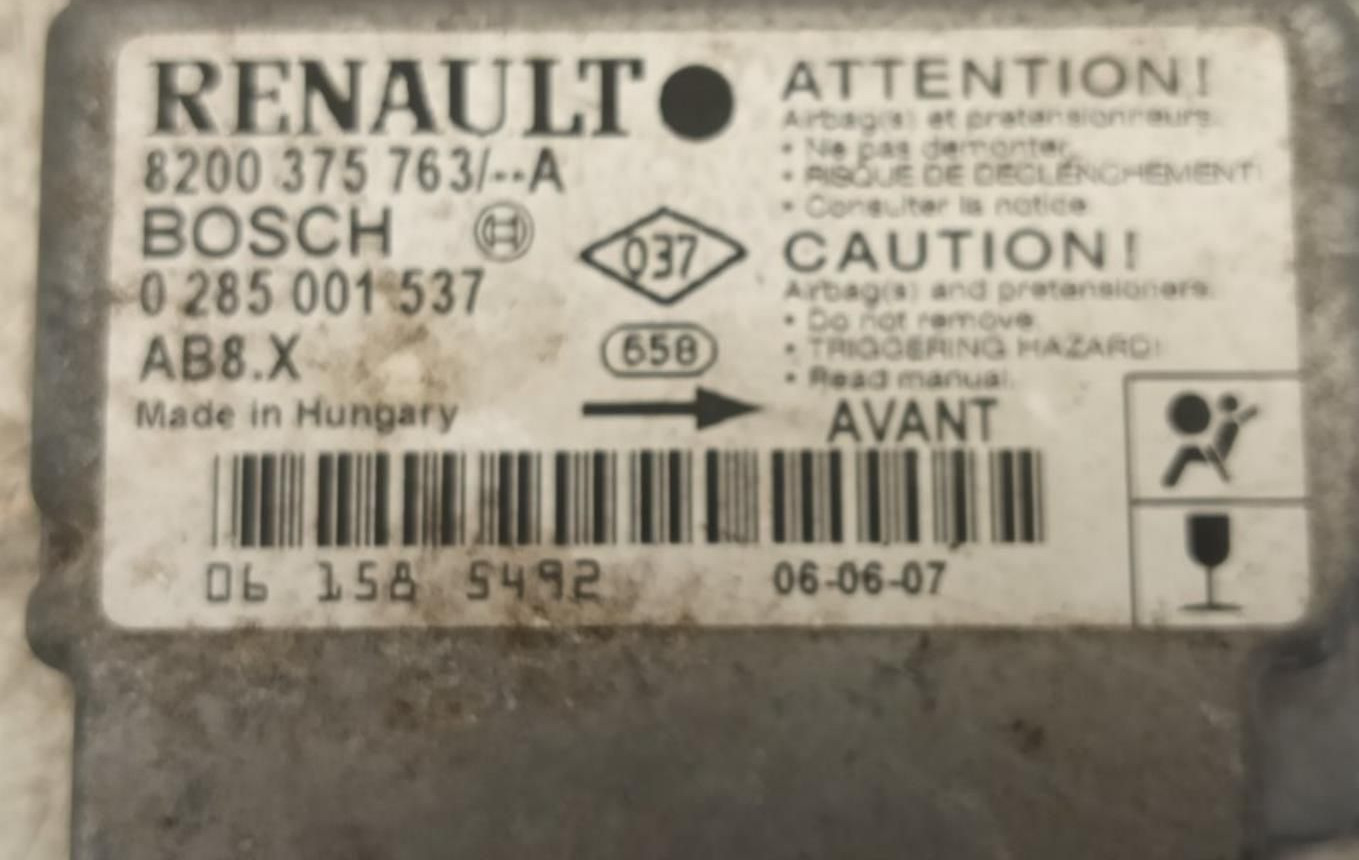 RENAULT
8200 375 763/--A
BOSCH
0 285 001 537
AB8.X
Made in Hungary
037
658
AVANT
ATTENTION!
Airbag(s) et pretensionneurs.
• Ne pas demonter.
• RISQUE DE DECLENCHEMENT!
• Consulter la notice.
CAUTION!
Airbag(s) and pretensioners.
• Do not remove.
• TRIGGERING HAZARD!
• Read manual.
06 158 5492
06-06-07